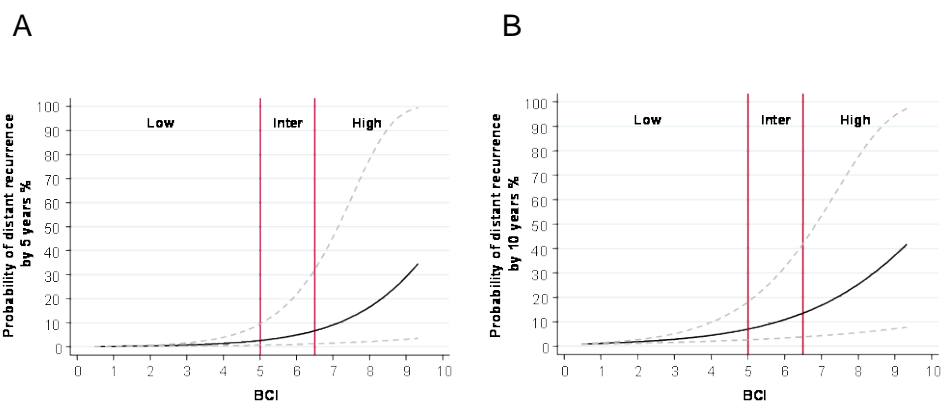 A
B
Probability of distant recurrence
by 5 years %
100
90
80
70
60
50
40
30
20
10
0
Low
Inter
High
0 1 2 3 4 5 6 7 8 9 10
BCI
Probability of distant recurrence
by 10 years %
100
90
80
70
60
50
40
30
20
10
0
Low
Inter
High
0 1 2 3 4 5 6 7 8 9 10
BCI